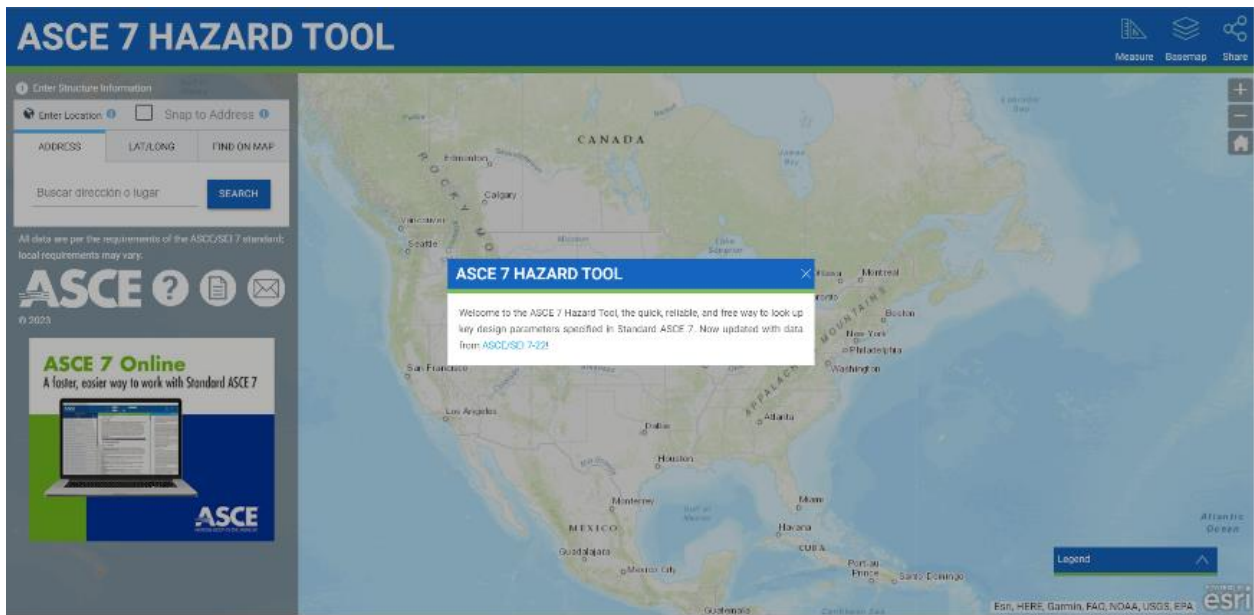 ASCE 7 HAZARD TOOL
Measure Basemap Share
Enter Structure Information
Enter Location Snap to Address
ADDRESS LAT/LONG FIND ON MAP
Buscar dirección o lugar SEARCH
All data are per the requirements of the ASCE/SEI 7 standard;
local requirements may vary.
ASCE
© 2023
ASCE 7 Online
A faster, easier way to work with Standard ASCE 7
ASCE
ASCE 7 HAZARD TOOL
Welcome to the ASCE 7 Hazard Tool, the quick, reliable, and free way to look up
key design parameters specified in Standard ASCE 7. Now updated with data
from ASCE/SEI 7-22!
CANADA
Edmonton
ROCKY MO
Calgary
Vancouver
Seattle
Ottawa Montreal
Toronto
Boston
New York
Philadelphia
Washington
APPALACH
MOUNTAINS
San Francisco
Los Angeles
Atlanta
Dallas
Houston
Monterrey
Miami
MEXICO
Havana
CUBA
Guadalajara
Mexico City
Port-au-
Prince
Santo Domingo
Guatemala
Atlantic
Ocean
Legend
Esri, HERE, Garmin, FAO, NOAA, USGS, EPA
esri